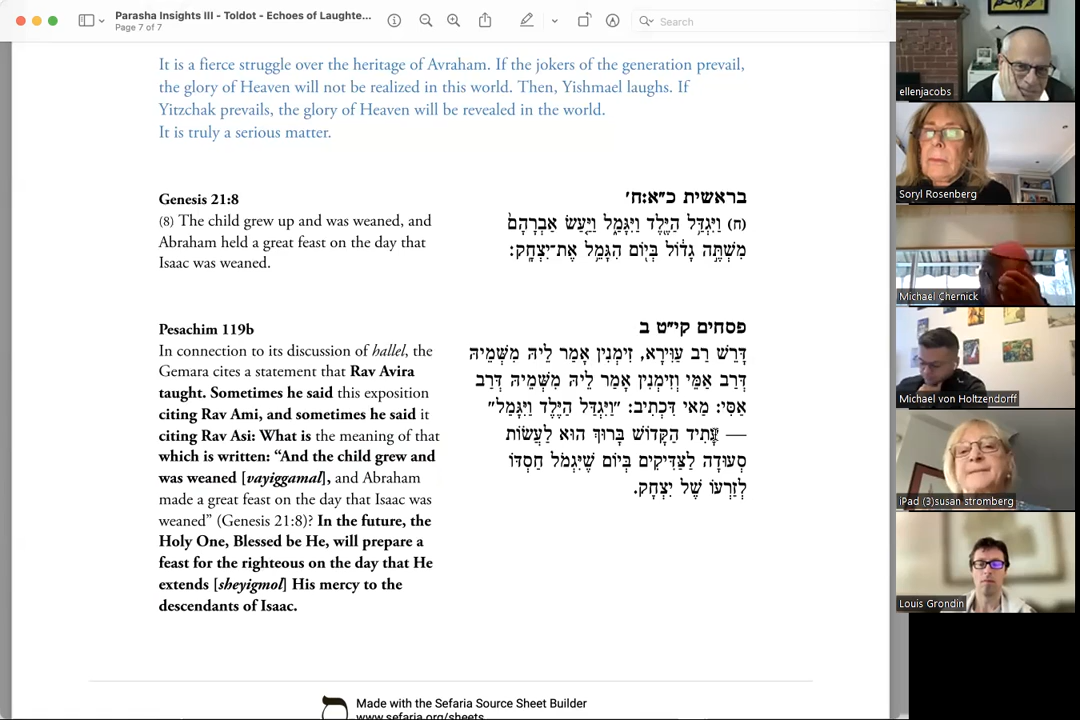 Parasha Insights III - Toldot - Echoes of Laughte...
Page 7 of 7
Search
It is a fierce struggle over the heritage of Avraham. If the jokers of the generation prevail,
the glory of Heaven will not be realized in this world. Then, Yishmael laughs. If
Yitzchak prevails, the glory of Heaven will be revealed in the world.
It is truly a serious matter.
Genesis 21:8
(8) The child grew up and was weaned, and
Abraham held a great feast on the day that
Isaac was weaned.
בראשית כ״א:ח׳
(ח) וַיִּגְדַּ֥ל הַיֶּ֖לֶד וַיִּגָּמַ֑ל וַיַּ֤עַשׂ אַבְרָהָם֙
מִשְׁתֶּ֣ה גָד֔וֹל בְּי֖וֹם הִגָּמֵ֥ל אֶת־יִצְחָֽק׃
Pesachim 119b
In connection to its discussion of hallel, the
Gemara cites a statement that Rav Avira
taught. Sometimes he said this exposition
citing Rav Ami, and sometimes he said it
citing Rav Asi: What is the meaning of that
which is written: “And the child grew and
was weaned [vayiggamal], and Abraham
made a great feast on the day that Isaac was
weaned” (Genesis 21:8)? In the future, the
Holy One, Blessed be He, will prepare a
feast for the righteous on the day that He
extends [sheyigmol] His mercy to the
descendants of Isaac.
פסחים קי״ט ב
דָּרַשׁ רַב עַוִּירָא, זִימְנִין אָמַר לֵיהּ מִשְּׁמֵיהּ
דְּרַב אַמֵּי וְזִימְנִין אָמַר לֵיהּ מִשְּׁמֵיהּ דְּרַב
אַסִּי: מַאי דִּכְתִיב: ״וַיִּגְדַּל הַיֶּלֶד וַיִּגָּמַל״
— עָתִיד הַקָּדוֹשׁ בָּרוּךְ הוּא לַעֲשׂוֹת
סְעוּדָה לַצַּדִּיקִים בְּיוֹם שֶׁיִּגְמֹל חַסְדּוֹ
לְזַרְעוֹ שֶׁל יִצְחָק.
Made with the Sefaria Source Sheet Builder
www.sefaria.org/sheets
ellenjacobs
Soryl Rosenberg
Michael Chernick
Michael von Holtzendorff
iPad (3)susan stromberg
Louis Grondin